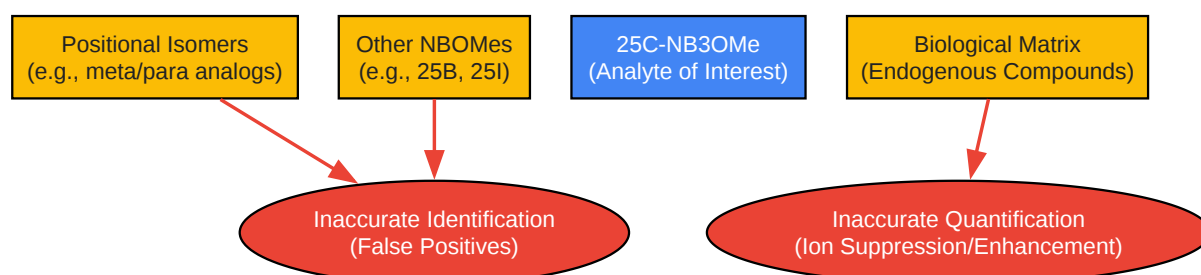 Positional Isomers
(e.g., meta/para analogs)
Other NBOMes
(e.g., 25B, 25I)
25C-NB3OMe
(Analyte of Interest)
Biological Matrix
(Endogenous Compounds)
Inaccurate Identification
(False Positives)
Inaccurate Quantification
(Ion Suppression/Enhancement)